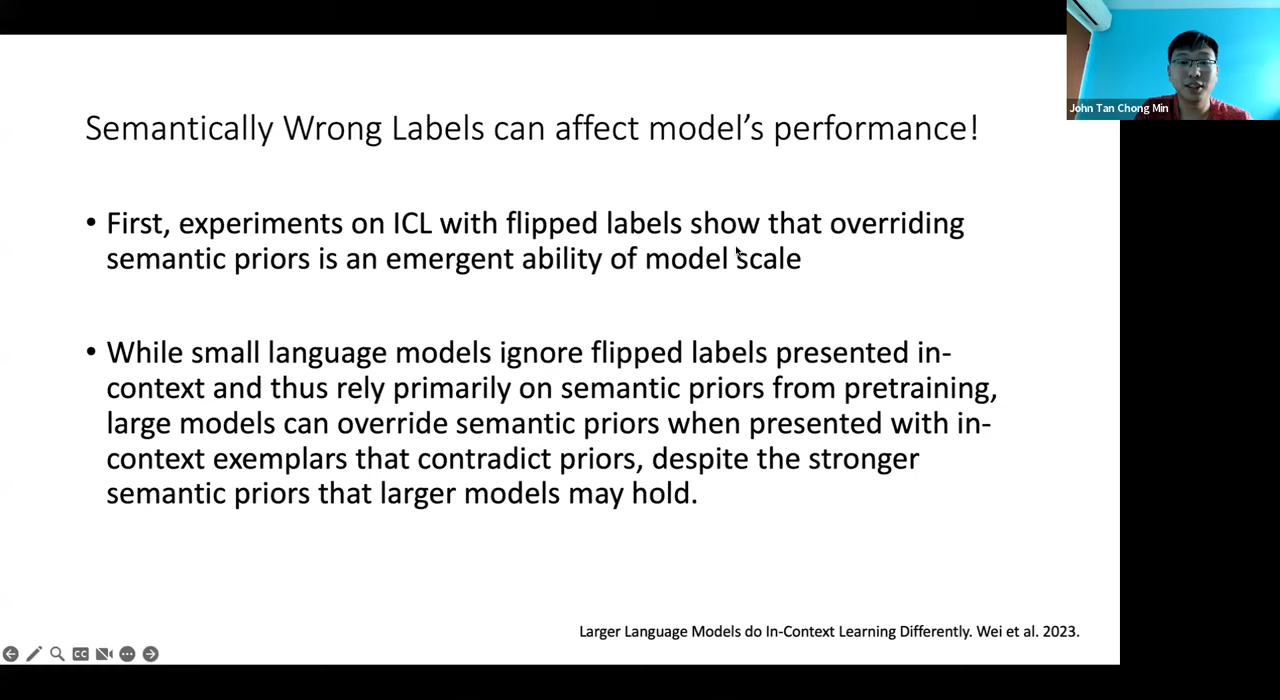 John Tan Chong Min
Semantically Wrong Labels can affect model's performance!
• First, experiments on ICL with flipped labels show that overriding
semantic priors is an emergent ability of model scale
• While small language models ignore flipped labels presented in-
context and thus rely primarily on semantic priors from pretraining,
large models can override semantic priors when presented with in-
context exemplars that contradict priors, despite the stronger
semantic priors that larger models may hold.
Larger Language Models do In-Context Learning Differently. Wei et al. 2023.
CC